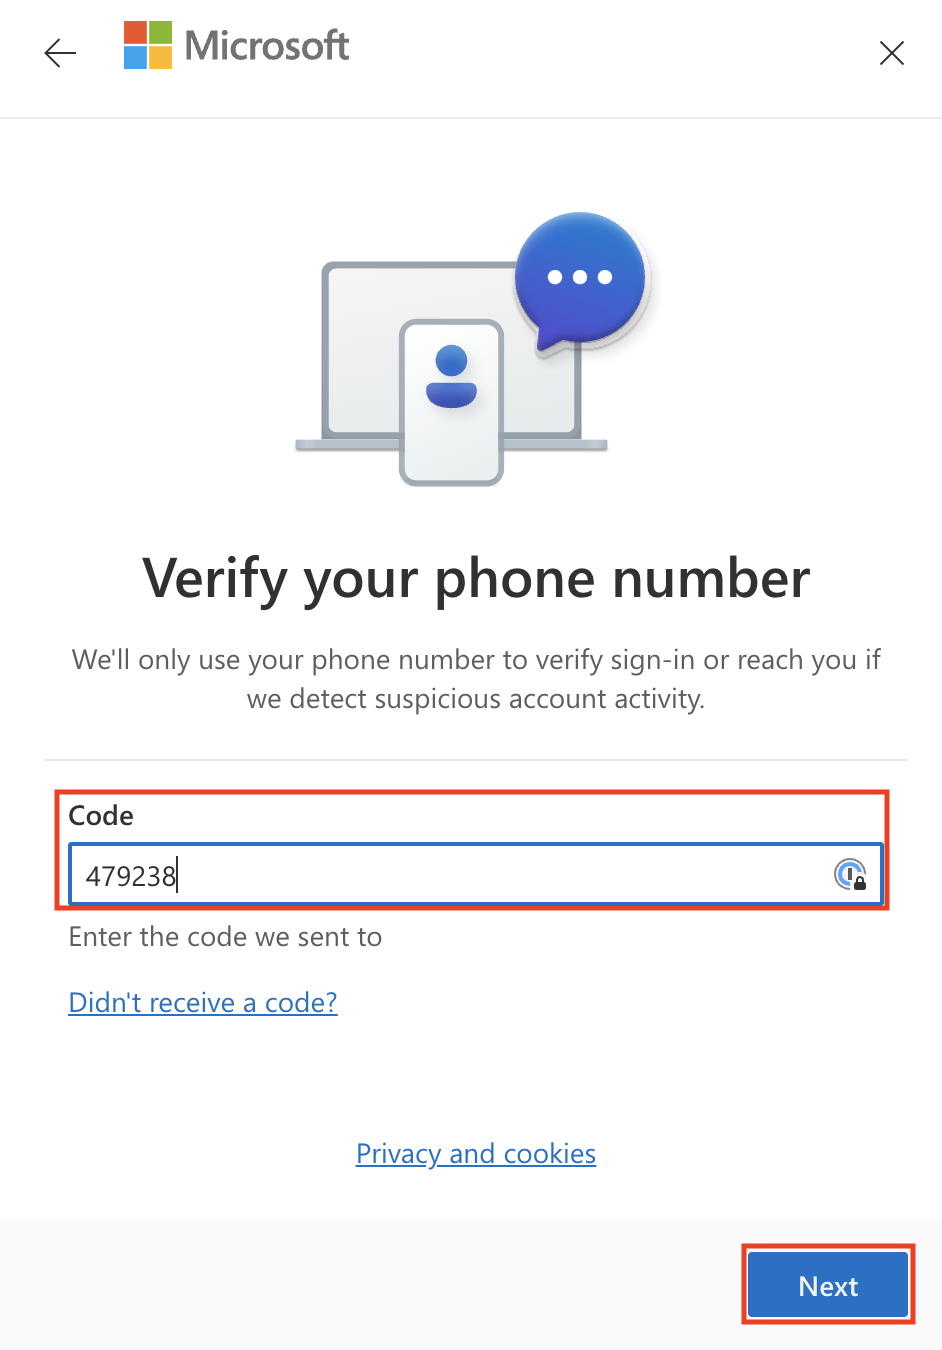 Microsoft
Verify your phone number
We'll only use your phone number to verify sign-in or reach you if
we detect suspicious account activity.
Code
479238
Enter the code we sent to
Didn't receive a code?
Privacy and cookies
Next